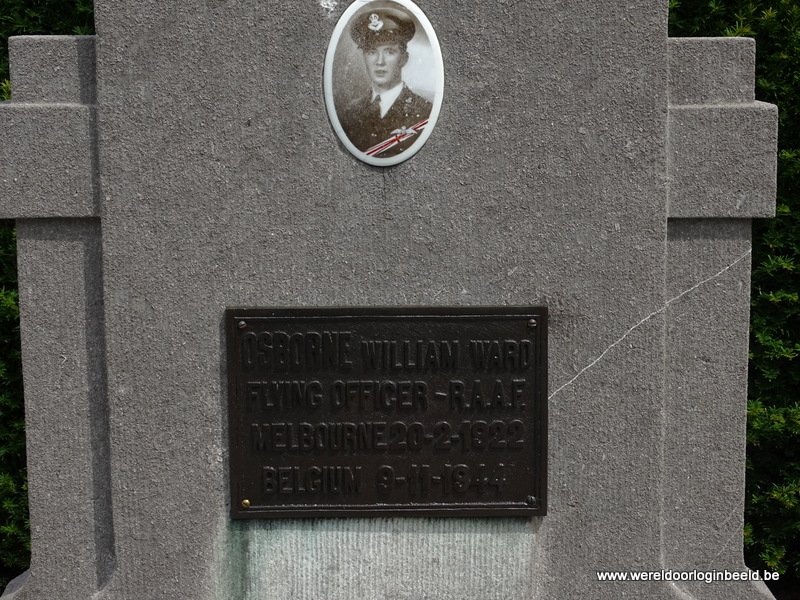 OSBORNE WILLIAM WARD
FLYING OFFICER - R.A.A.F.
MELBOURNE 20-2-1922
BELGIUM 9-11-1944
www.wereldoorloginbeeld.be